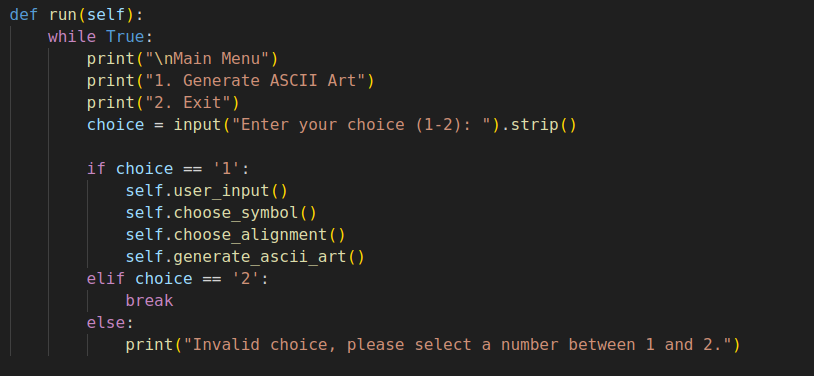 def run(self):
    while True:
        print("\nMain Menu")
        print("1. Generate ASCII Art")
        print("2. Exit")
        choice = input("Enter your choice (1-2): ").strip()

        if choice == '1':
            self.user_input()
            self.choose_symbol()
            self.choose_alignment()
            self.generate_ascii_art()
        elif choice == '2':
            break
        else:
            print("Invalid choice, please select a number between 1 and 2.")